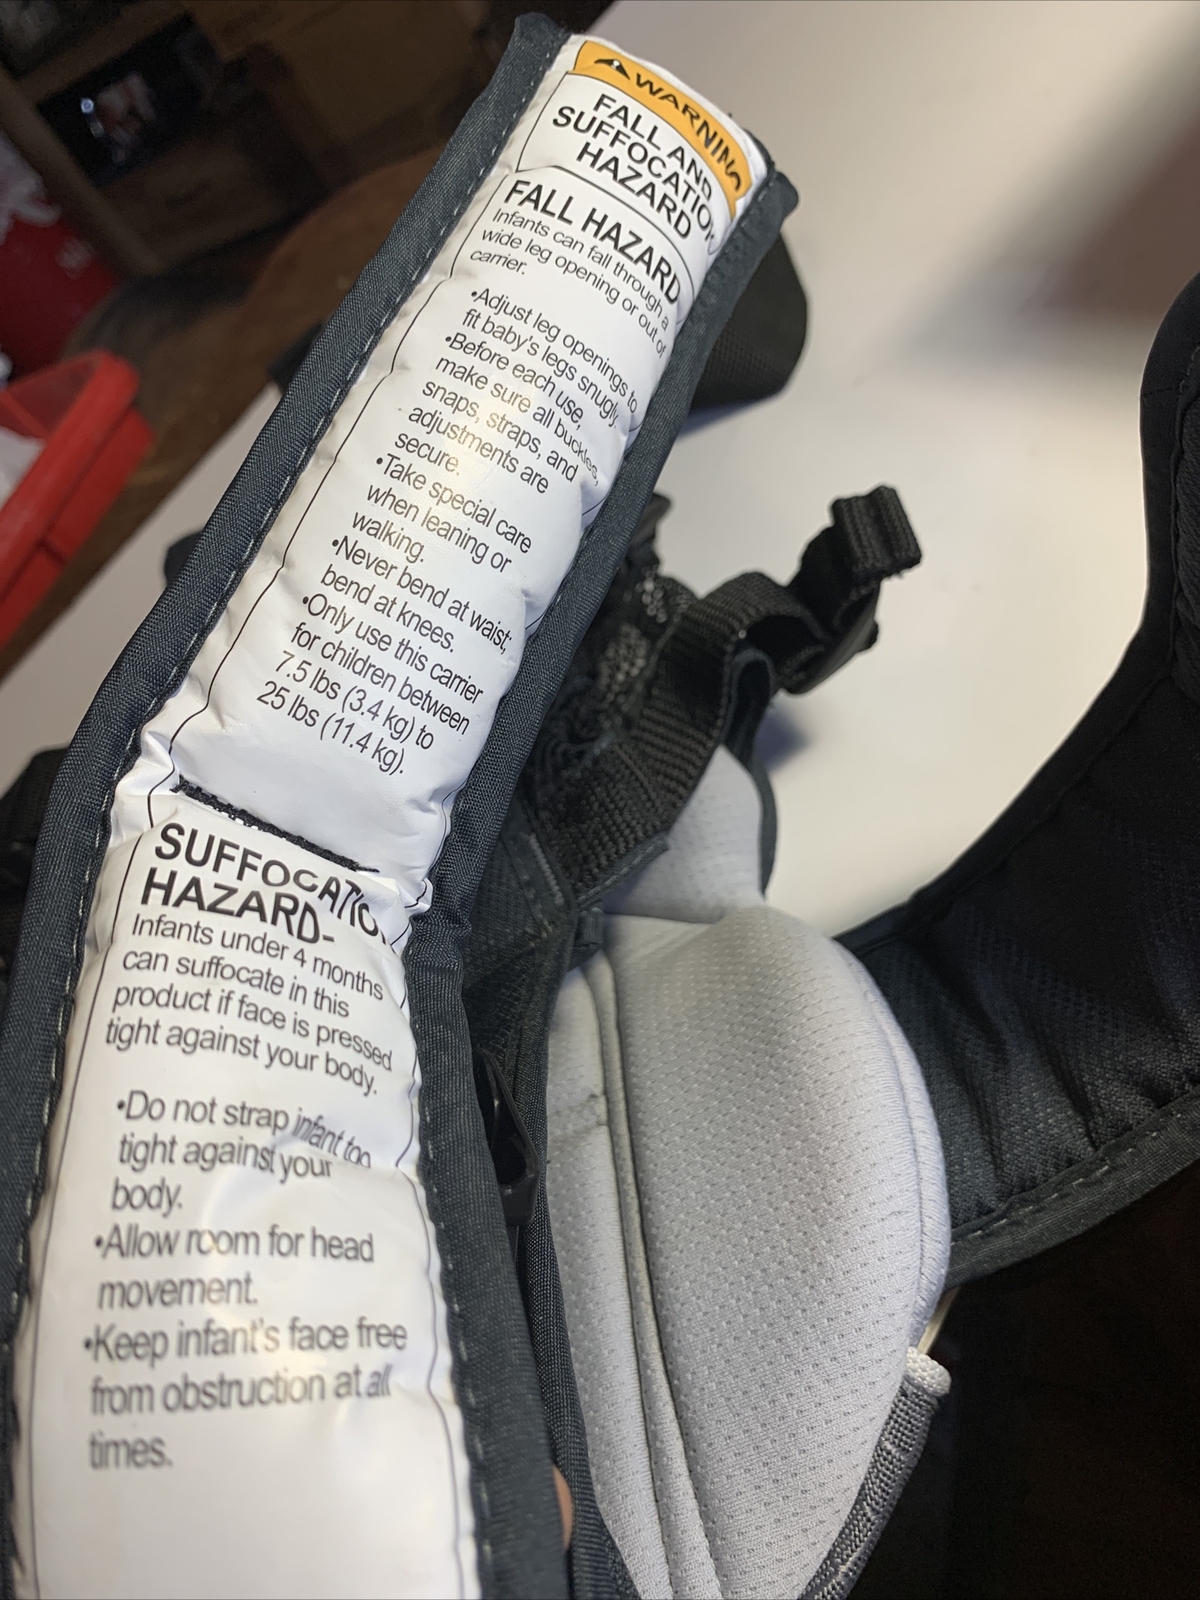 WARNING
FALL AND
SUFFOCATION
HAZARD
FALL HAZARD
Infants can fall through a
wide leg opening or out of
carrier.
•Adjust leg openings to
fit baby's legs snugly.
•Before each use,
make sure all buckles,
snaps, straps, and
adjustments are
secure.
•Take special care
when leaning or
walking.
•Never bend at waist;
bend at knees.
•Only use this carrier
for children between
7.5 lbs (3.4 kg) to
25 lbs (11.4 kg).
SUFFOCATION
HAZARD-
Infants under 4 months
can suffocate in this
product if face is pressed
tight against your body.
•Do not strap infant too
tight against your
body.
•Allow room for head
movement.
•Keep infant's face free
from obstruction at all
times.